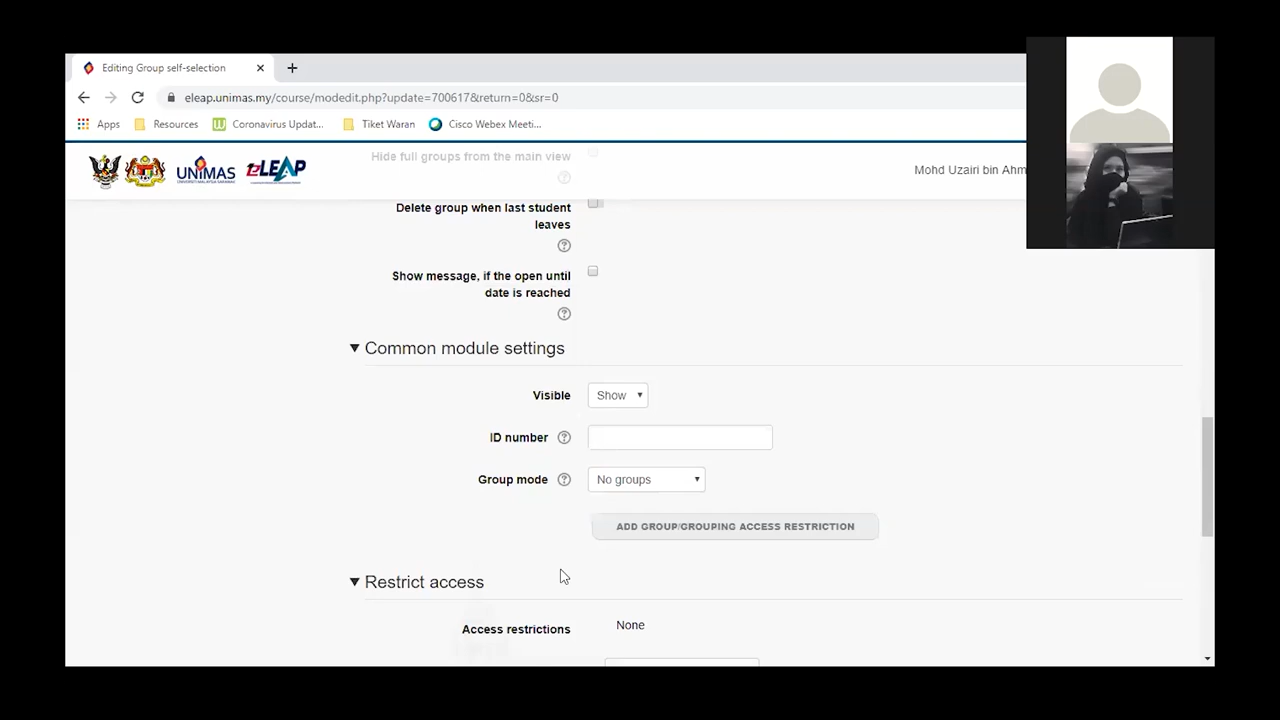 Editing Group self-selection
eleap.unimas.my/course/modedit.php?update=700617&return=0&sr=0
Apps Resources Coronavirus Updat... Tiket Waran Cisco Webex Meeti...
UNIMAS eLEAP Mohd Uzairi bin Ahm
UNIVERSITI MALAYSIA SARAWAK
Hide full groups from the main view
?
Delete group when last student
leaves
?
Show message, if the open until
date is reached
?
Common module settings
Visible Show
ID number ?
Group mode ? No groups
ADD GROUP/GROUPING ACCESS RESTRICTION
Restrict access
Access restrictions None